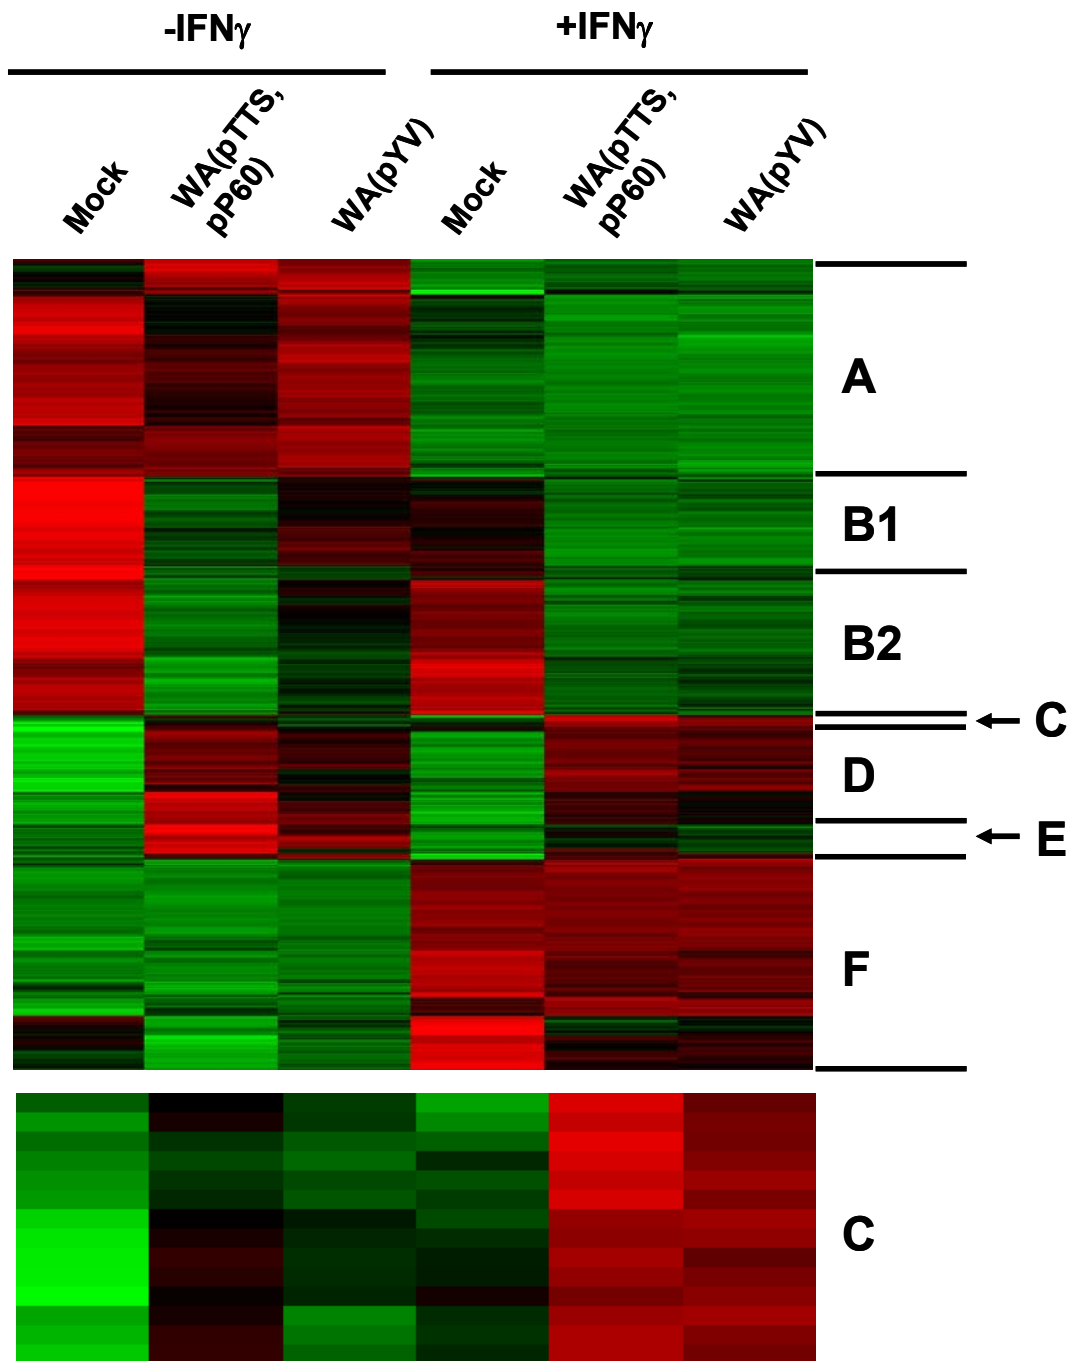 -IFNγ
+IFNγ
Mock
WA(pTTS,
pP60)
WA(pYV)
Mock
WA(pTTS,
pP60)
WA(pYV)
A
B1
B2
C
D
E
F
C